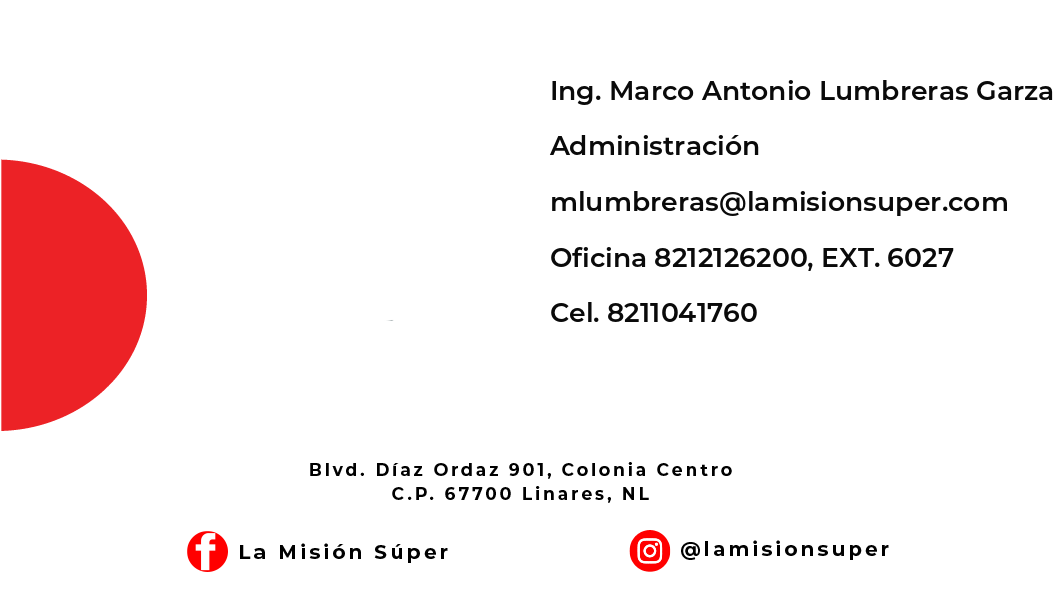 Ing. Marco Antonio Lumbreras Garza
Administración
mlumbreras@lamisionsuper.com
Oficina 8212126200, EXT. 6027
Cel. 8211041760
Blvd. Díaz Ordaz 901, Colonia Centro
C.P. 67700 Linares, NL
La Misión Súper
@lamisionsuper